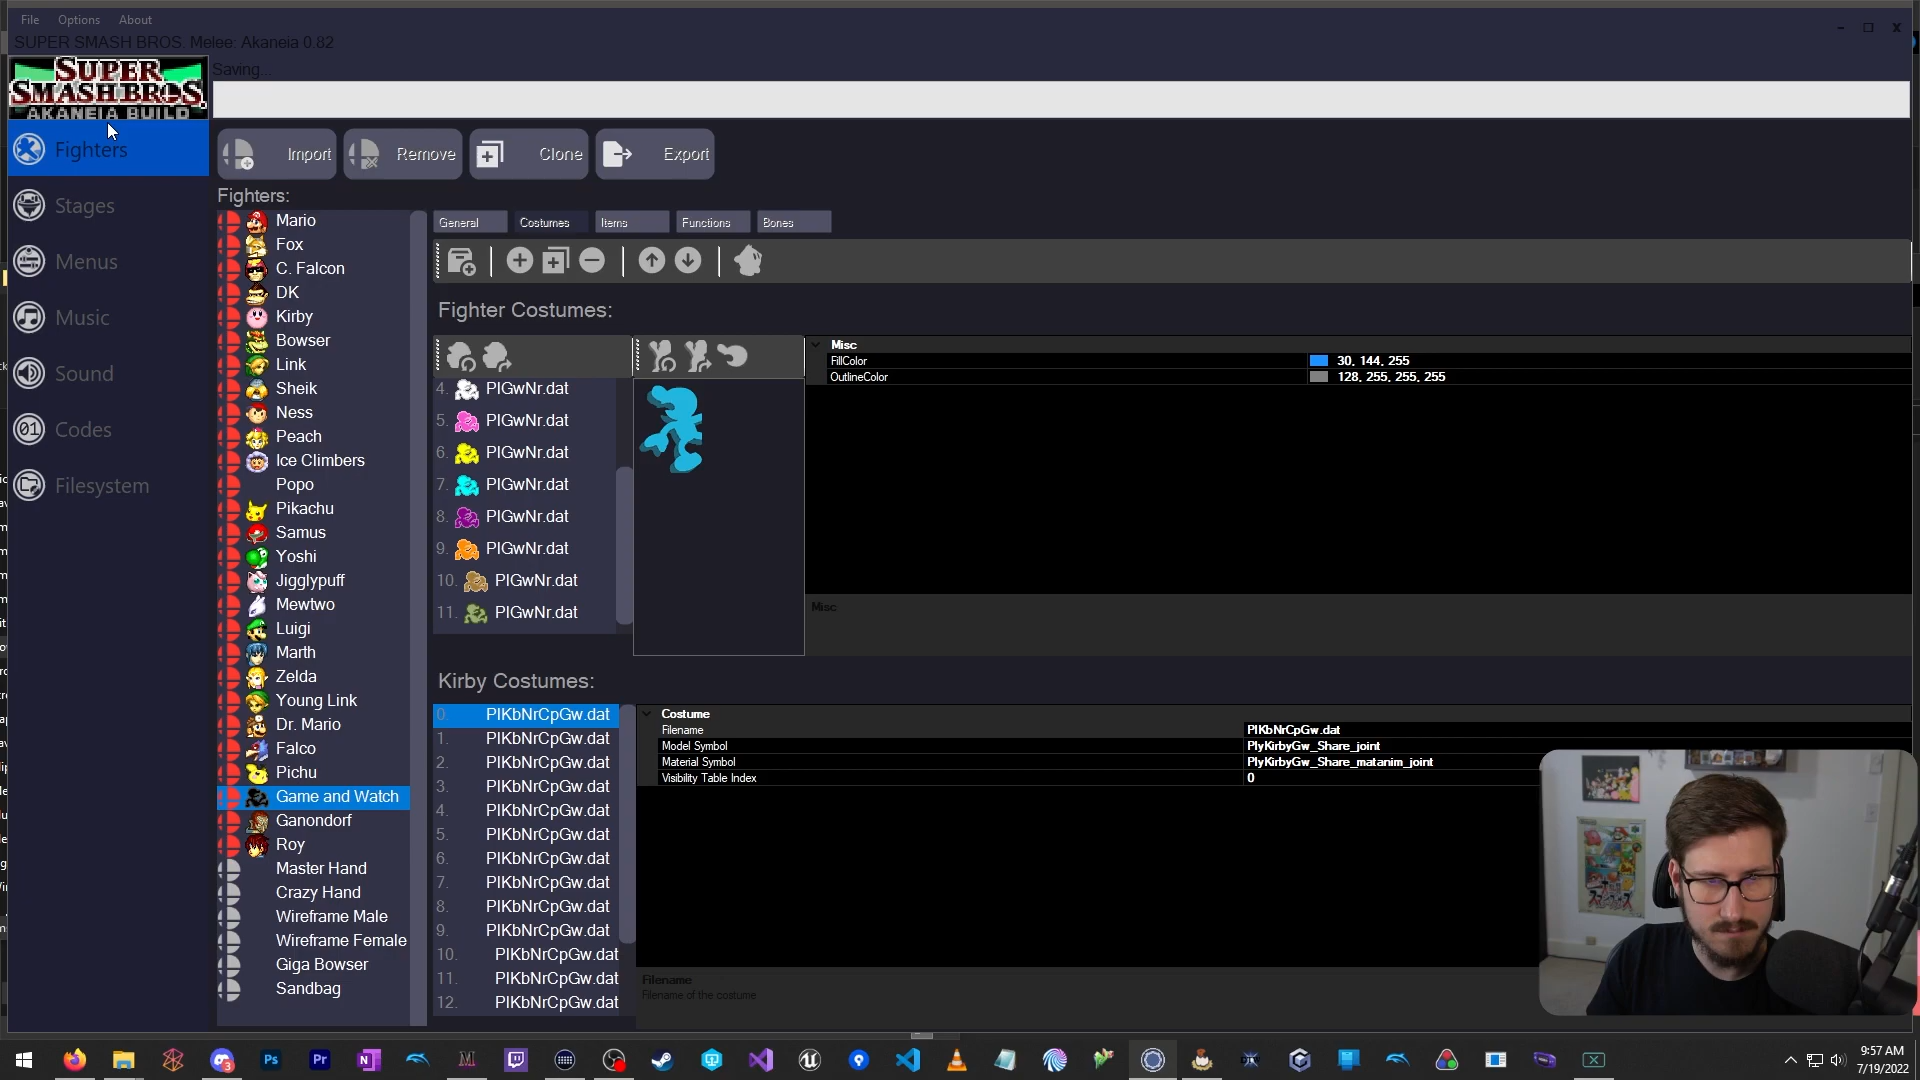 File Options About
SUPER SMASH BROS. Melee: Akaneia 0.82
SUPER
SMASH BROS.
AKANEIA BUILD
Saving...
Fighters
Stages
Menus
Music
Sound
Codes
Filesystem
Import
Remove
Clone
Export
Fighters:
Mario
Fox
C. Falcon
DK
Kirby
Bowser
Link
Sheik
Ness
Peach
Ice Climbers
Popo
Pikachu
Samus
Yoshi
Jigglypuff
Mewtwo
Luigi
Marth
Zelda
Young Link
Dr. Mario
Falco
Pichu
Game and Watch
Ganondorf
Roy
Master Hand
Crazy Hand
Wireframe Male
Wireframe Female
Giga Bowser
Sandbag
General Costumes Items Functions Bones
Fighter Costumes:
4. PlGwNr.dat
5. PlGwNr.dat
6. PlGwNr.dat
7. PlGwNr.dat
8. PlGwNr.dat
9. PlGwNr.dat
10. PlGwNr.dat
11. PlGwNr.dat
Misc
FillColor 30, 144, 255
OutlineColor 128, 255, 255, 255
Misc
Kirby Costumes:
0. PlKbNrCpGw.dat
1. PlKbNrCpGw.dat
2. PlKbNrCpGw.dat
3. PlKbNrCpGw.dat
4. PlKbNrCpGw.dat
5. PlKbNrCpGw.dat
6. PlKbNrCpGw.dat
7. PlKbNrCpGw.dat
8. PlKbNrCpGw.dat
9. PlKbNrCpGw.dat
10. PlKbNrCpGw.dat
11. PlKbNrCpGw.dat
12. PlKbNrCpGw.dat
Costume
Filename PlKbNrCpGw.dat
Model Symbol PlyKirbyGw_Share_joint
Material Symbol PlyKirbyGw_Share_matanim_joint
Visibility Table Index 0
Filename
Filename of the costume
9:57 AM
7/19/2022